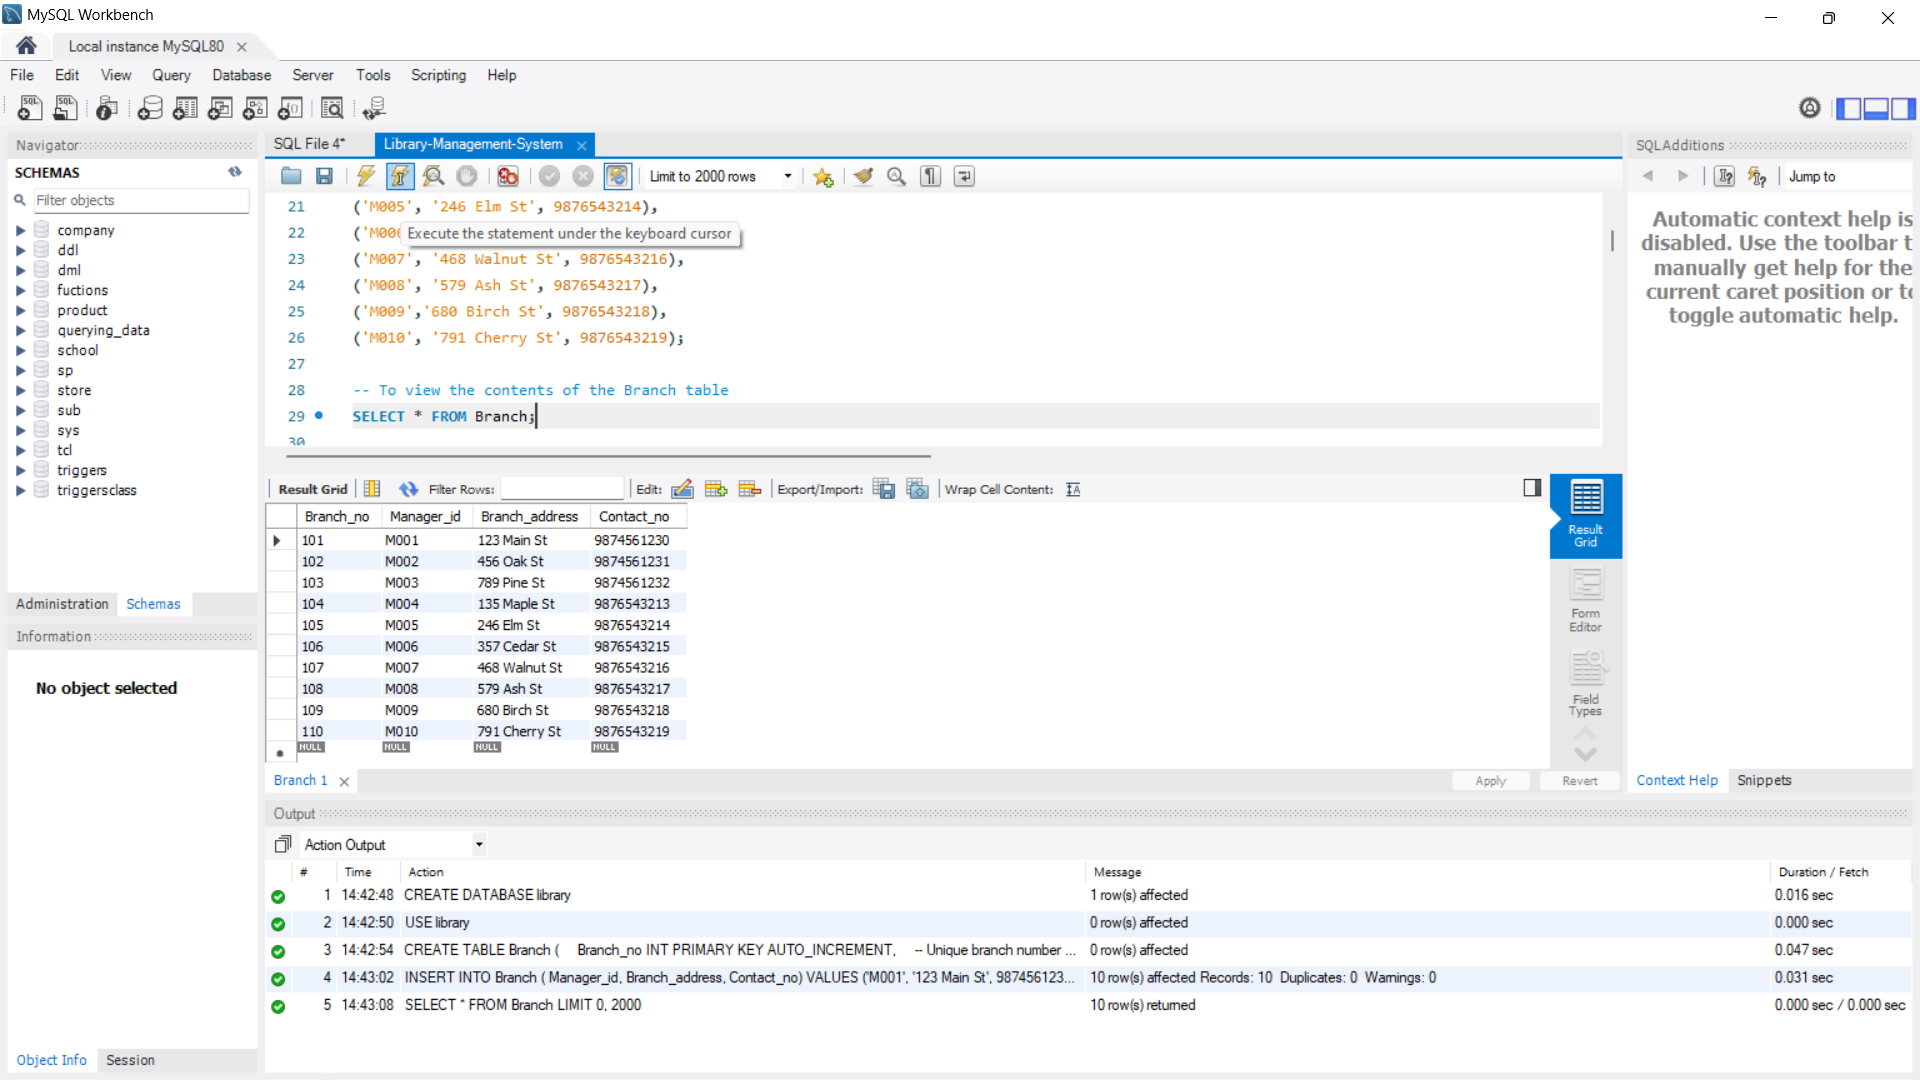 MySQL Workbench
Local instance MySQL80
File Edit View Query Database Server Tools Scripting Help
Navigator
SCHEMAS
Filter objects
company
ddl
dml
fuctions
product
querying_data
school
sp
store
sub
sys
tcl
triggers
triggersclass
Administration Schemas
Information
No object selected
Object Info Session
SQL File 4* Library-Management-System
Limit to 2000 rows
21 ('M005', '246 Elm St', 9876543214),
22 ('M006
Execute the statement under the keyboard cursor
23 ('M007', '468 Walnut St', 9876543216),
24 ('M008', '579 Ash St', 9876543217),
25 ('M009','680 Birch St', 9876543218),
26 ('M010', '791 Cherry St', 9876543219);
27
28 -- To view the contents of the Branch table
29 SELECT * FROM Branch;
30
Result Grid Filter Rows: Edit: Export/Import: Wrap Cell Content:
Branch_no Manager_id Branch_address Contact_no
101 M001 123 Main St 9874561230
102 M002 456 Oak St 9874561231
103 M003 789 Pine St 9874561232
104 M004 135 Maple St 9876543213
105 M005 246 Elm St 9876543214
106 M006 357 Cedar St 9876543215
107 M007 468 Walnut St 9876543216
108 M008 579 Ash St 9876543217
109 M009 680 Birch St 9876543218
110 M010 791 Cherry St 9876543219
NULL NULL NULL NULL
Result
Grid
Form
Editor
Field
Types
Branch 1
Apply Revert
SQLAdditions
Jump to
Automatic context help is
disabled. Use the toolbar t
manually get help for the
current caret position or to
toggle automatic help.
Context Help Snippets
Output
Action Output
# Time Action Message Duration / Fetch
1 14:42:48 CREATE DATABASE library 1 row(s) affected 0.016 sec
2 14:42:50 USE library 0 row(s) affected 0.000 sec
3 14:42:54 CREATE TABLE Branch ( Branch_no INT PRIMARY KEY AUTO_INCREMENT, -- Unique branch number ... 0 row(s) affected 0.047 sec
4 14:43:02 INSERT INTO Branch ( Manager_id, Branch_address, Contact_no) VALUES ('M001', '123 Main St', 987456123... 10 row(s) affected Records: 10 Duplicates: 0 Warnings: 0 0.031 sec
5 14:43:08 SELECT * FROM Branch LIMIT 0, 2000 10 row(s) returned 0.000 sec / 0.000 sec